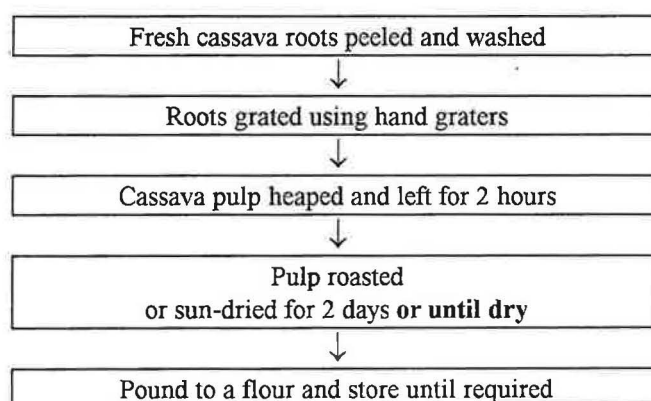 Fresh cassava roots peeled and washed
Roots grated using hand graters
Cassava pulp heaped and left for 2 hours
Pulp roasted
or sun-dried for 2 days or until dry
Pound to a flour and store until required